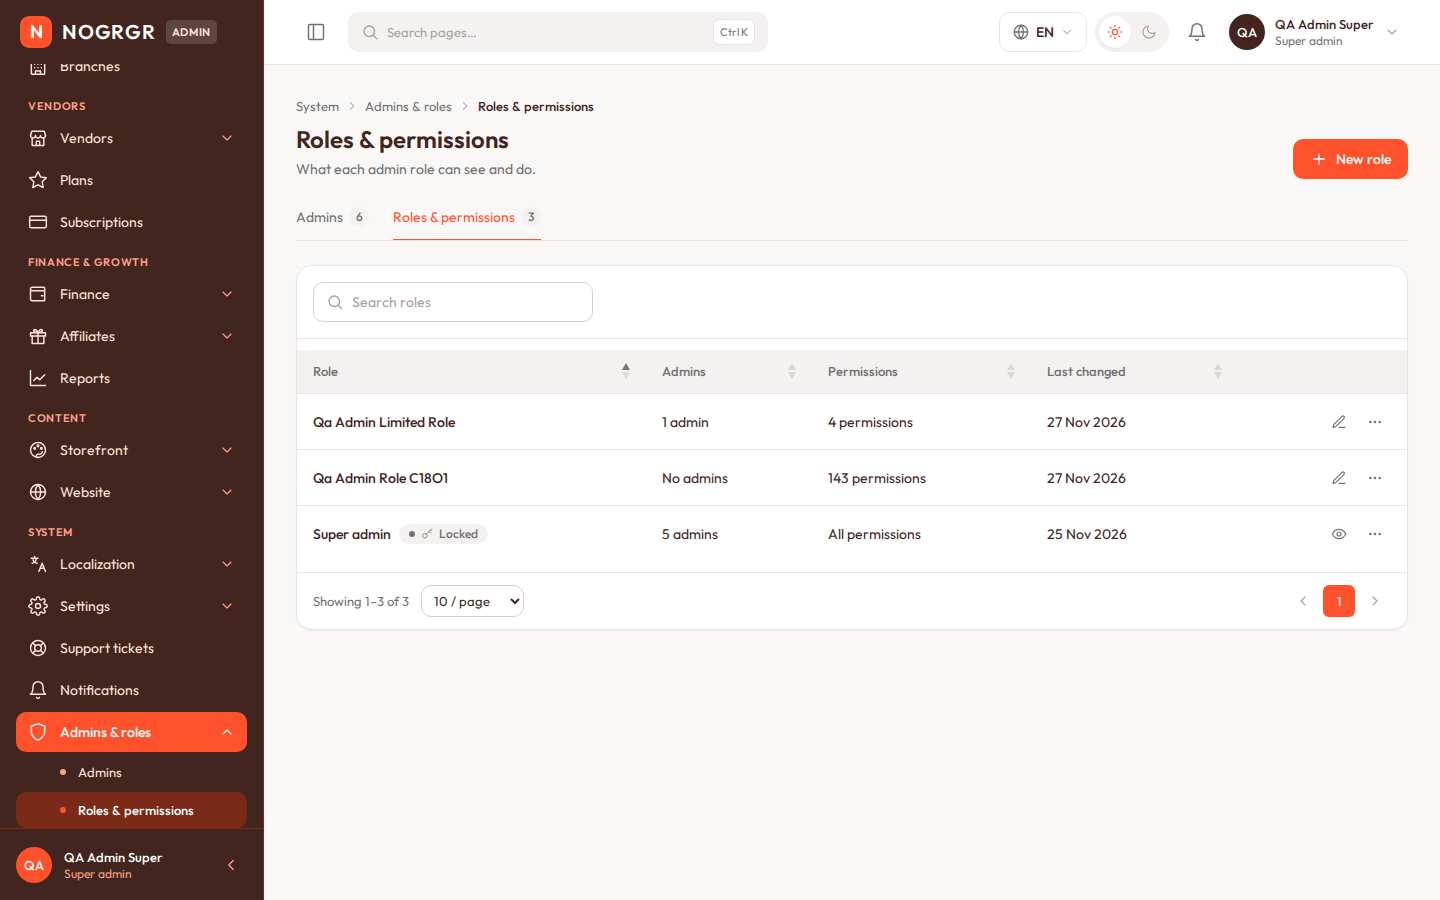 N NOGRGR ADMIN
Branches
VENDORS
Vendors
Plans
Subscriptions
FINANCE & GROWTH
Finance
Affiliates
Reports
CONTENT
Storefront
Website
SYSTEM
Localization
Settings
Support tickets
Notifications
Admins & roles
Admins
Roles & permissions
QA QA Admin Super
Super admin
Search pages... Ctrl K
EN
QA QA Admin Super
Super admin
System > Admins & roles > Roles & permissions
Roles & permissions
What each admin role can see and do.
+ New role
Admins 6 Roles & permissions 3
Search roles
Role Admins Permissions Last changed
Qa Admin Limited Role 1 admin 4 permissions 27 Nov 2026
Qa Admin Role C18O1 No admins 143 permissions 27 Nov 2026
Super admin Locked 5 admins All permissions 25 Nov 2026
Showing 1–3 of 3 10 / page 1